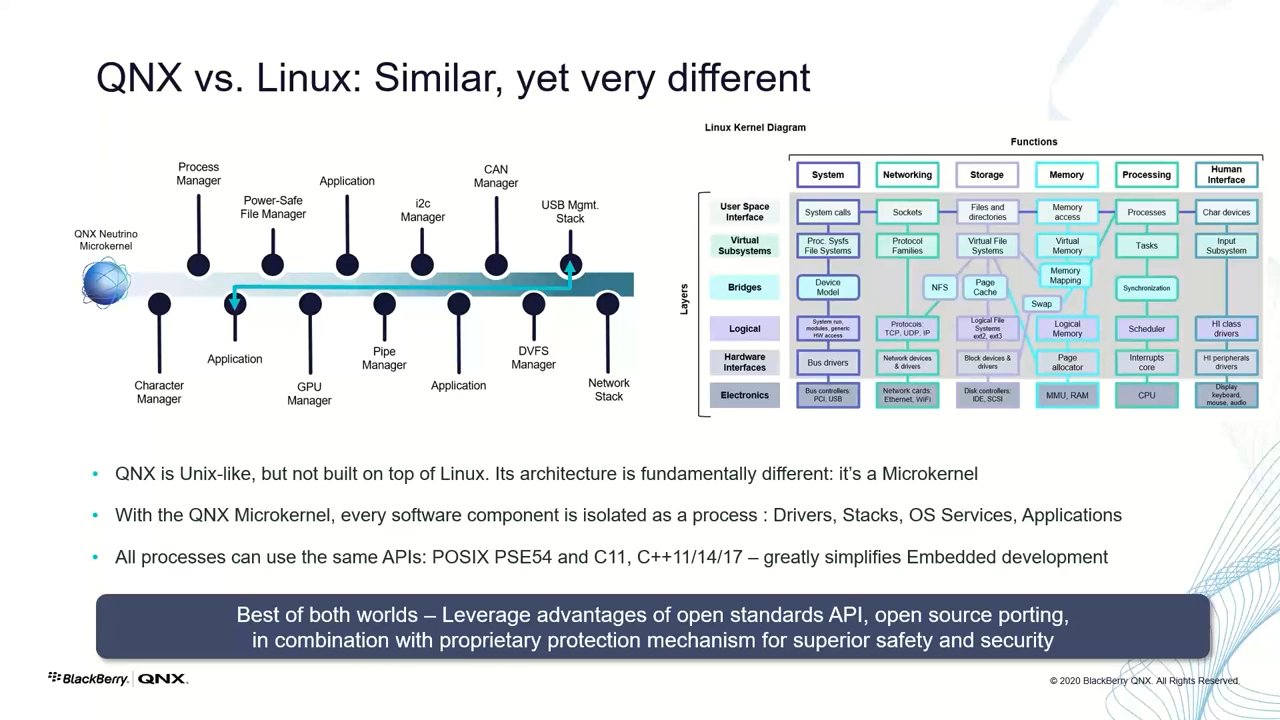 QNX vs. Linux: Similar, yet very different
Process
Manager
Power-Safe
File Manager
Application
i2c
Manager
CAN
Manager
USB Mgmt.
Stack
QNX Neutrino
Microkernel
Character
Manager
Application
GPU
Manager
Pipe
Manager
Application
DVFS
Manager
Network
Stack
Linux Kernel Diagram
Functions
Layers
System
Networking
Storage
Memory
Processing
Human
Interface
User Space
Interface
System calls
Sockets
Files and
directories
Memory
access
Processes
Char devices
Virtual
Subsystems
Proc. Sysfs
File Systems
Protocol
Families
Virtual File
Systems
Virtual
Memory
Tasks
Input
Subsystem
Bridges
Device
Model
NFS
Page
Cache
Memory
Mapping
Swap
Synchronization
Logical
System run,
modules, generic
HW access
Protocols:
TCP, UDP, IP
Logical File
Systems
ext2, ext3
Logical
Memory
Scheduler
HI class
drivers
Hardware
Interfaces
Bus drivers
Network devices
& drivers
Block devices &
drivers
Page
allocator
Interrupts
core
HI peripherals
drivers
Electronics
Bus controllers:
PCI, USB
Network cards:
Ethernet, WiFi
Disk controllers:
IDE, SCSI
MMU, RAM
CPU
Display
keyboard,
mouse, audio
• QNX is Unix-like, but not built on top of Linux. Its architecture is fundamentally different: it’s a Microkernel
• With the QNX Microkernel, every software component is isolated as a process : Drivers, Stacks, OS Services, Applications
• All processes can use the same APIs: POSIX PSE54 and C11, C++11/14/17 – greatly simplifies Embedded development
Best of both worlds – Leverage advantages of open standards API, open source porting,
in combination with proprietary protection mechanism for superior safety and security
BlackBerry. QNX.
© 2020 BlackBerry QNX. All Rights Reserved.